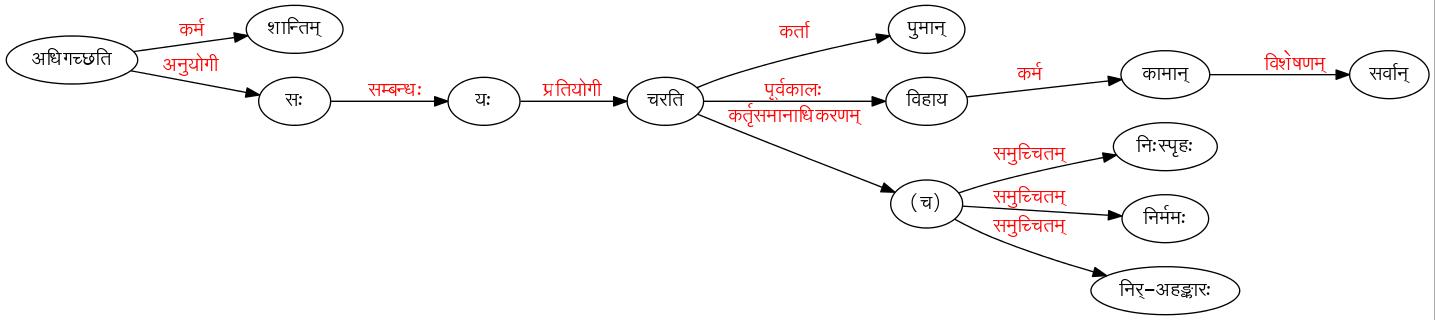 कर्म
शान्तिम्
अधिगच्छति
अनुयोगी
सः
सम्बन्धः
यः
प्रतियोगी
चरति
कर्ता
पुमान्
पूर्वकालः
विहाय
कर्म
कामान्
विशेषणम्
सर्वान्
कर्तृसमानाधिकरणम्
(च)
समुच्चितम्
निःस्पृहः
समुच्चितम्
निर्ममः
समुच्चितम्
निर्-अहङ्कारः